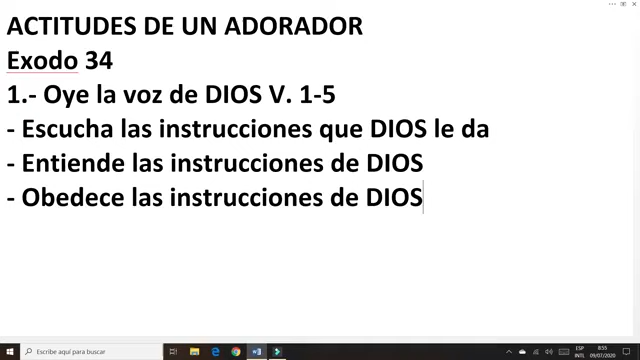 ACTITUDES DE UN ADORADOR
Exodo 34
1.- Oye la voz de DIOS V. 1-5
- Escucha las instrucciones que DIOS le da
- Entiende las instrucciones de DIOS
- Obedece las instrucciones de DIOS
Escribe aquí para buscar
ESP
INTL
8:55
09/07/2020